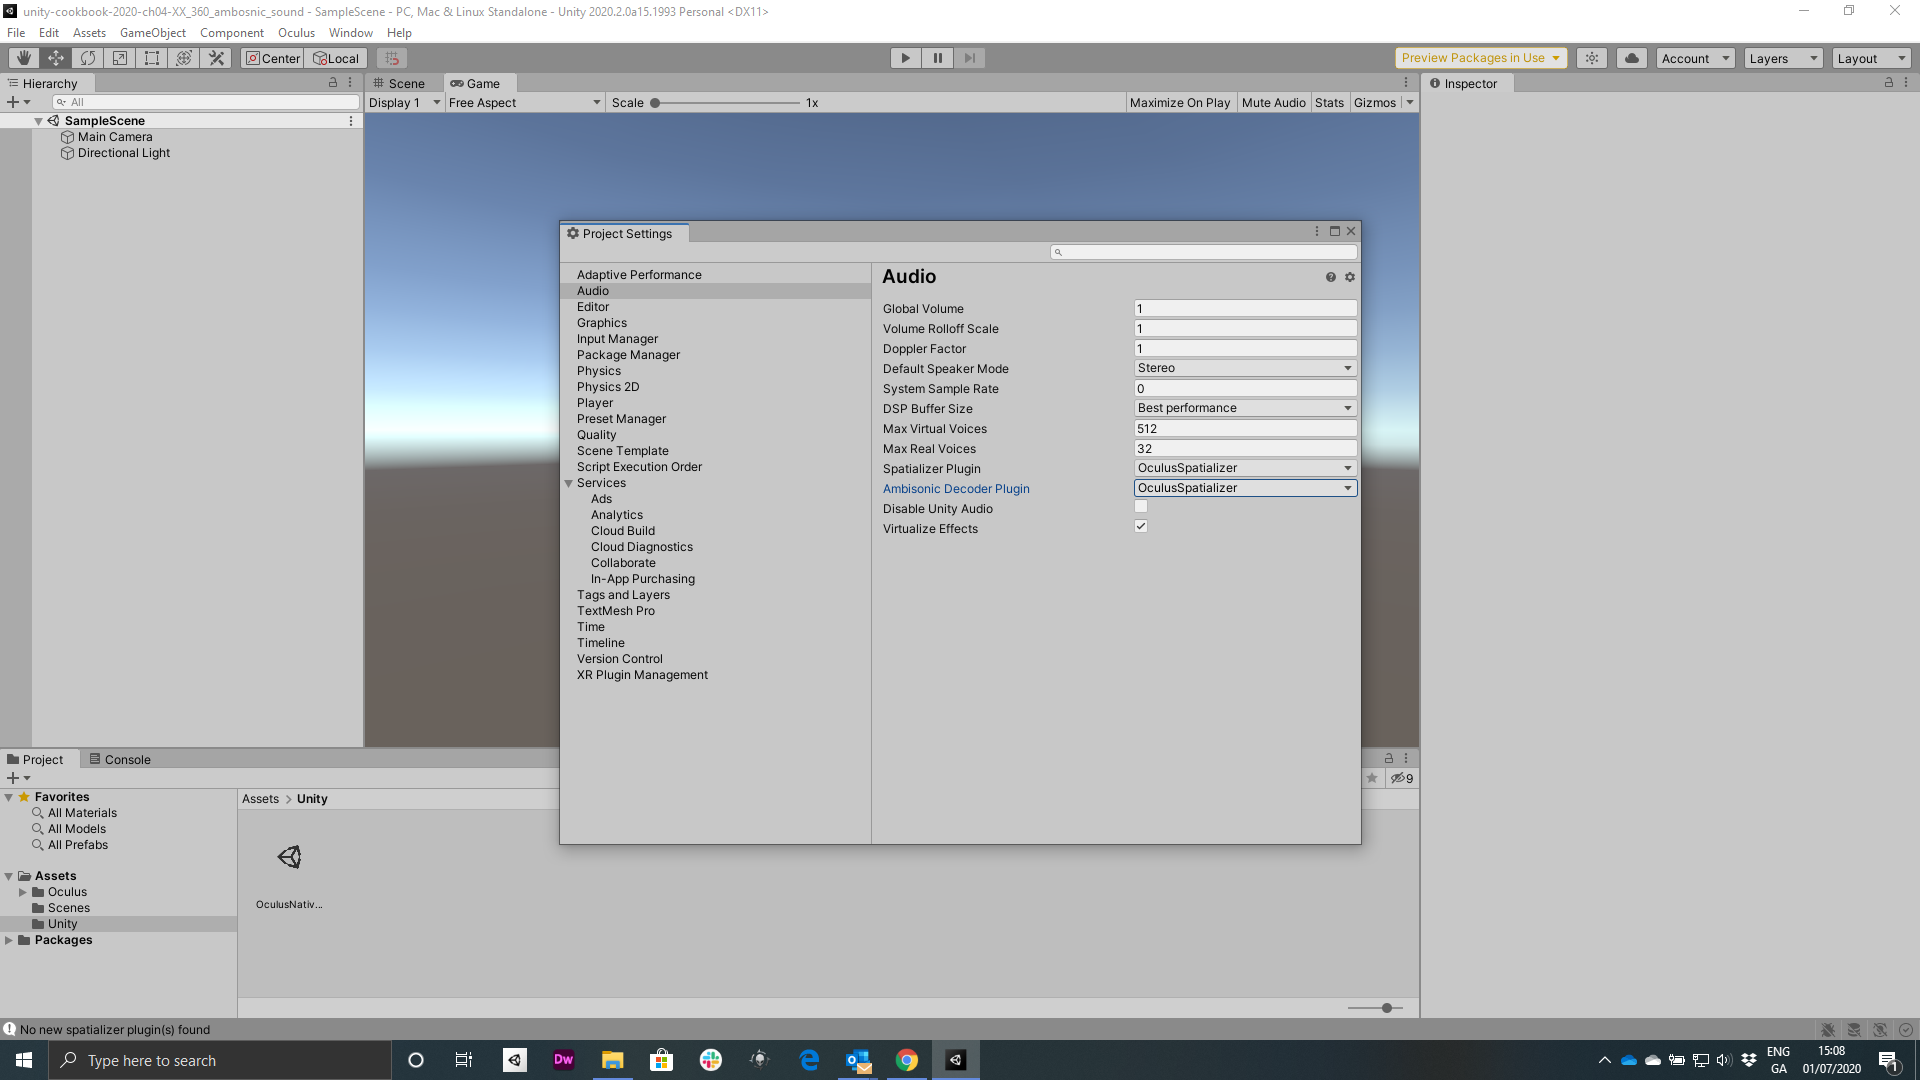 unity-cookbook-2020-ch04-XX_360_ambosnic_sound - SampleScene - PC, Mac & Linux Standalone - Unity 2020.2.0a15.1993 Personal <DX11>
File Edit Assets GameObject Component Oculus Window Help
Center Local Preview Packages in Use Account Layers Layout
Hierarchy
All
SampleScene
Main Camera
Directional Light
Scene Game
Display 1 Free Aspect Scale 1x Maximize On Play Mute Audio Stats Gizmos
Inspector
Project Settings
Adaptive Performance
Audio
Editor
Graphics
Input Manager
Package Manager
Physics
Physics 2D
Player
Preset Manager
Quality
Scene Template
Script Execution Order
Services
Ads
Analytics
Cloud Build
Cloud Diagnostics
Collaborate
In-App Purchasing
Tags and Layers
TextMesh Pro
Time
Timeline
Version Control
XR Plugin Management
Audio
Global Volume 1
Volume Rolloff Scale 1
Doppler Factor 1
Default Speaker Mode Stereo
System Sample Rate 0
DSP Buffer Size Best performance
Max Virtual Voices 512
Max Real Voices 32
Spatializer Plugin OculusSpatializer
Ambisonic Decoder Plugin OculusSpatializer
Disable Unity Audio
Virtualize Effects
Project Console
9
Favorites
All Materials
All Models
All Prefabs
Assets
Oculus
Scenes
Unity
Packages
Assets > Unity
OculusNativ...
No new spatializer plugin(s) found
Type here to search
Dw
ENG
GA
15:08
01/07/2020
1